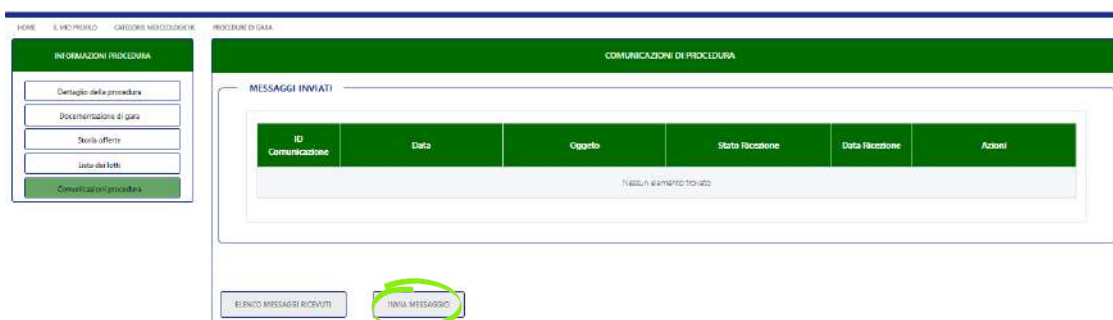 HOME IL MIO PROFILO CATEGORIE MERCEOLOGICHE PROCEDURE DI GARA
INFORMAZIONI PROCEDURA
Dettaglio della procedura
Documentazione di gara
Storia offerte
Lista dei lotti
Comunicazioni procedura
COMUNICAZIONI DI PROCEDURA
MESSAGGI INVIATI
ID Comunicazione Data Oggeto Stato Ricezione Data Ricezione Azioni
Nessun elemento trovato
ELENCO MESSAGGI RICEVUTI INVIA MESSAGGIO